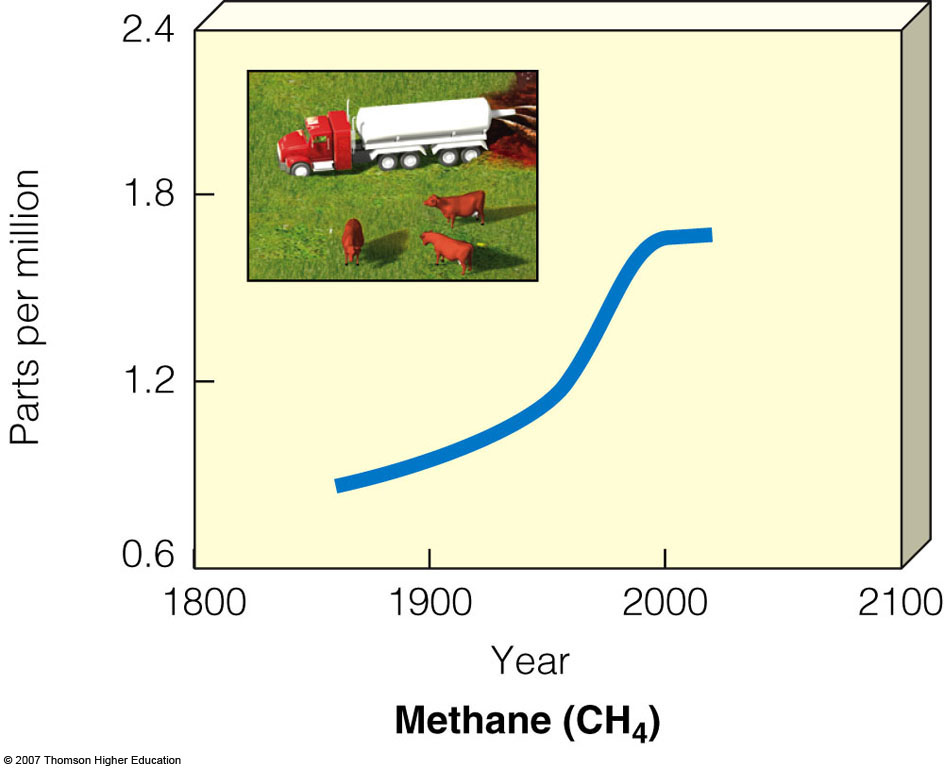 2.4
1.8
1.2
0.6
Parts per million
1800 1900 2000 2100
Year
Methane (CH₄)
© 2007 Thomson Higher Education